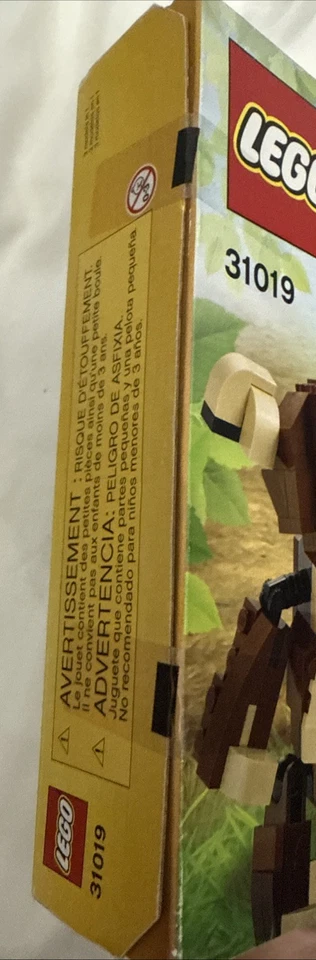 LEGO
31019
AVERTISSEMENT : RISQUE D'ÉTOUFFEMENT.
Le jouet contient des petites pièces ainsi qu'une petite boule.
Il ne convient pas aux enfants de moins de 3 ans.
ADVERTENCIA: PELIGRO DE ASFIXIA.
Juguete que contiene partes pequeñas y una pelota pequeña.
No recomendado para niños menores de 3 años.
0-3
LEGO
31019